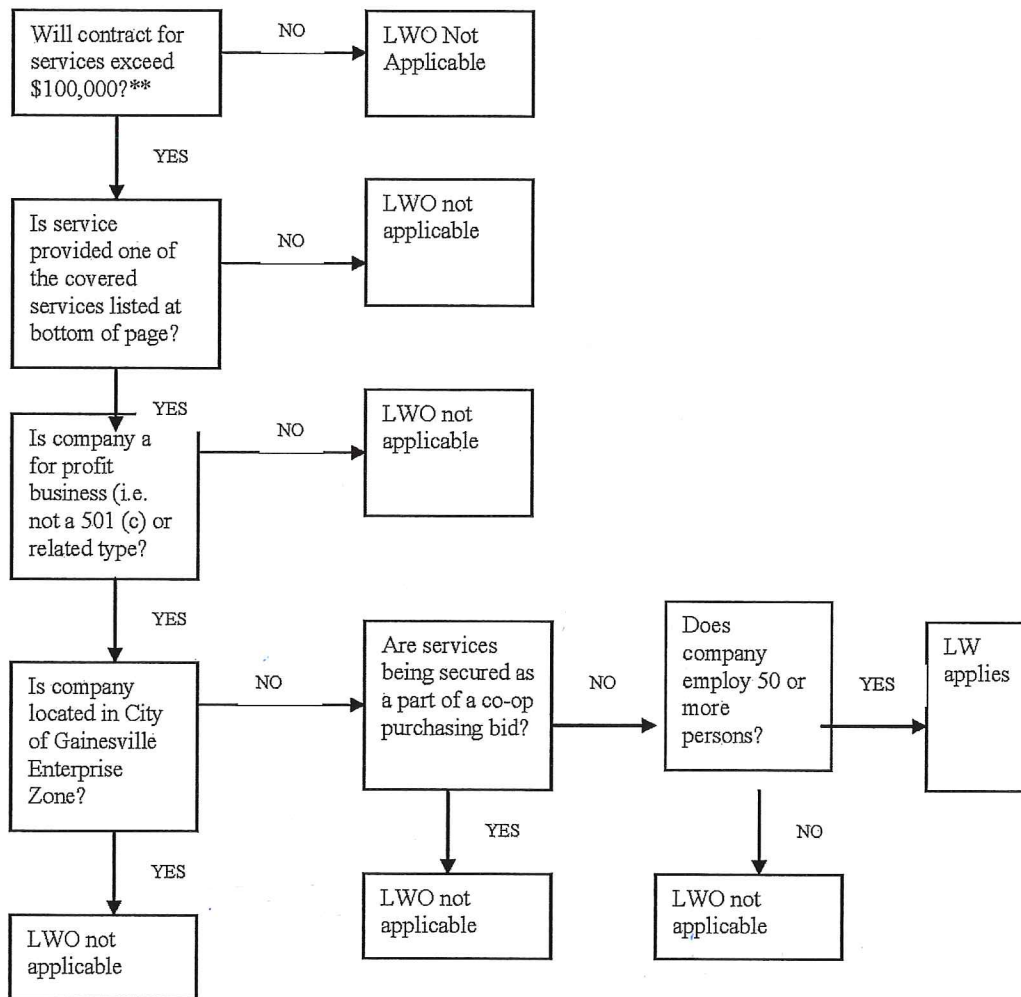 Will contract for
services exceed
$100,000?**
NO
LWO Not
Applicable
YES
Is service
provided one of
the covered
services listed at
bottom of page?
NO
LWO not
applicable
YES
Is company a
for profit
business (i.e.
not a 501 (c) or
related type?
NO
LWO not
applicable
YES
Is company
located in City
of Gainesville
Enterprise
Zone?
NO
Are services
being secured as
a part of a co-op
purchasing bid?
NO
Does
company
employ 50 or
more
persons?
YES
LW
applies
YES
LWO not
applicable
YES
LWO not
applicable
NO
LWO not
applicable